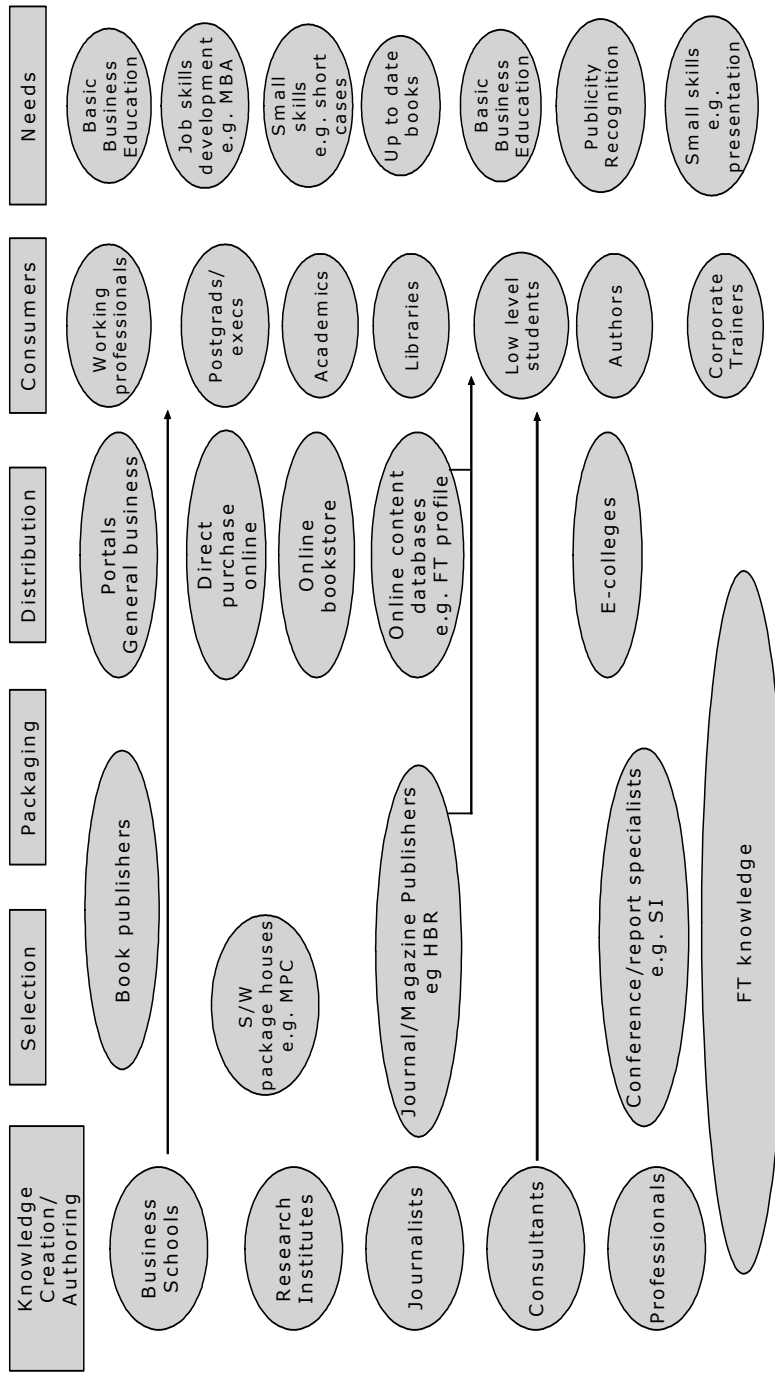 Knowledge
Creation/
Authoring
Selection
Packaging
Distribution
Consumers
Needs
Business
Schools
Book publishers
Portals
General business
Working
professionals
Basic
Business
Education
Research
Institutes
S/W
package houses
e.g. MPC
Direct
purchase
online
Postgrads/
execs
Job skills
development
e.g. MBA
Online
bookstore
Academics
Small
skills
e.g. short
cases
Journalists
Journal/Magazine Publishers
eg HBR
Online content
databases
e.g. FT profile
Libraries
Up to date
books
Consultants
Low level
students
Basic
Business
Education
E-colleges
Authors
Publicity
Recognition
Professionals
Conference/report specialists
e.g. SI
Corporate
Trainers
Small skills
e.g.
presentation
FT knowledge